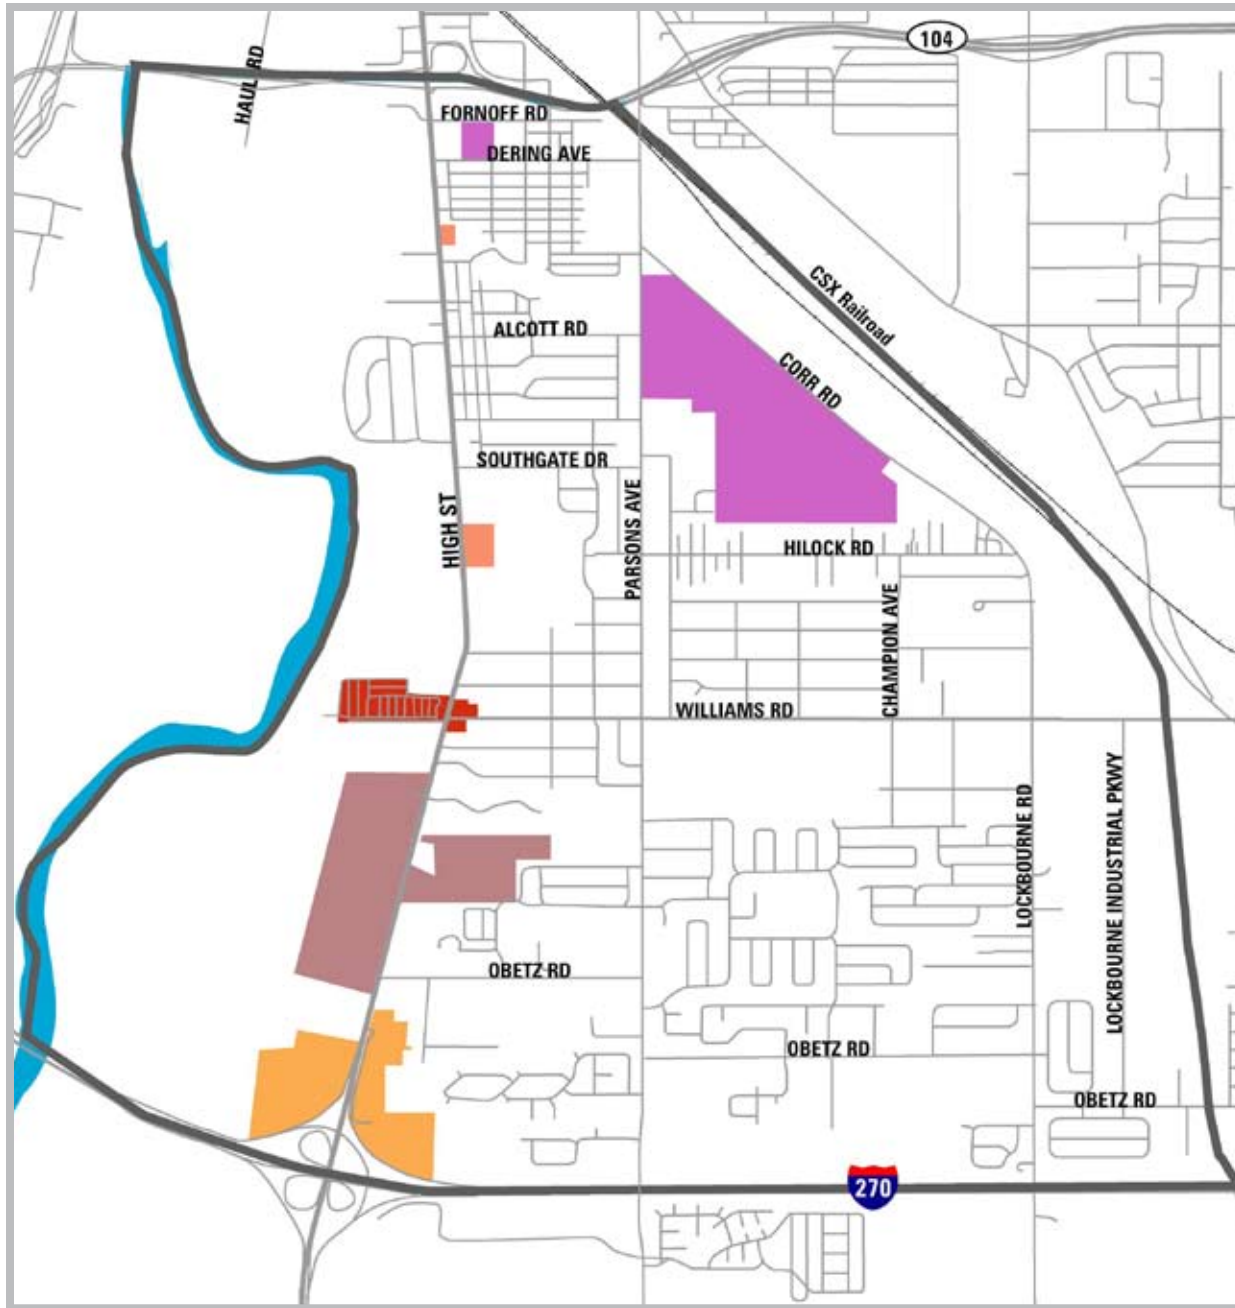 104
HAUL RD
FORNOFF RD
DERING AVE
CSX Railroad
ALCOTT RD
CORR RD
SOUTHGATE DR
HIGH ST
PARSONS AVE
HILOCK RD
CHAMPION AVE
WILLIAMS RD
LOCKBOURNE RD
LOCKBOURNE INDUSTRIAL PKWY
OBETZ RD
OBETZ RD
OBETZ RD
270